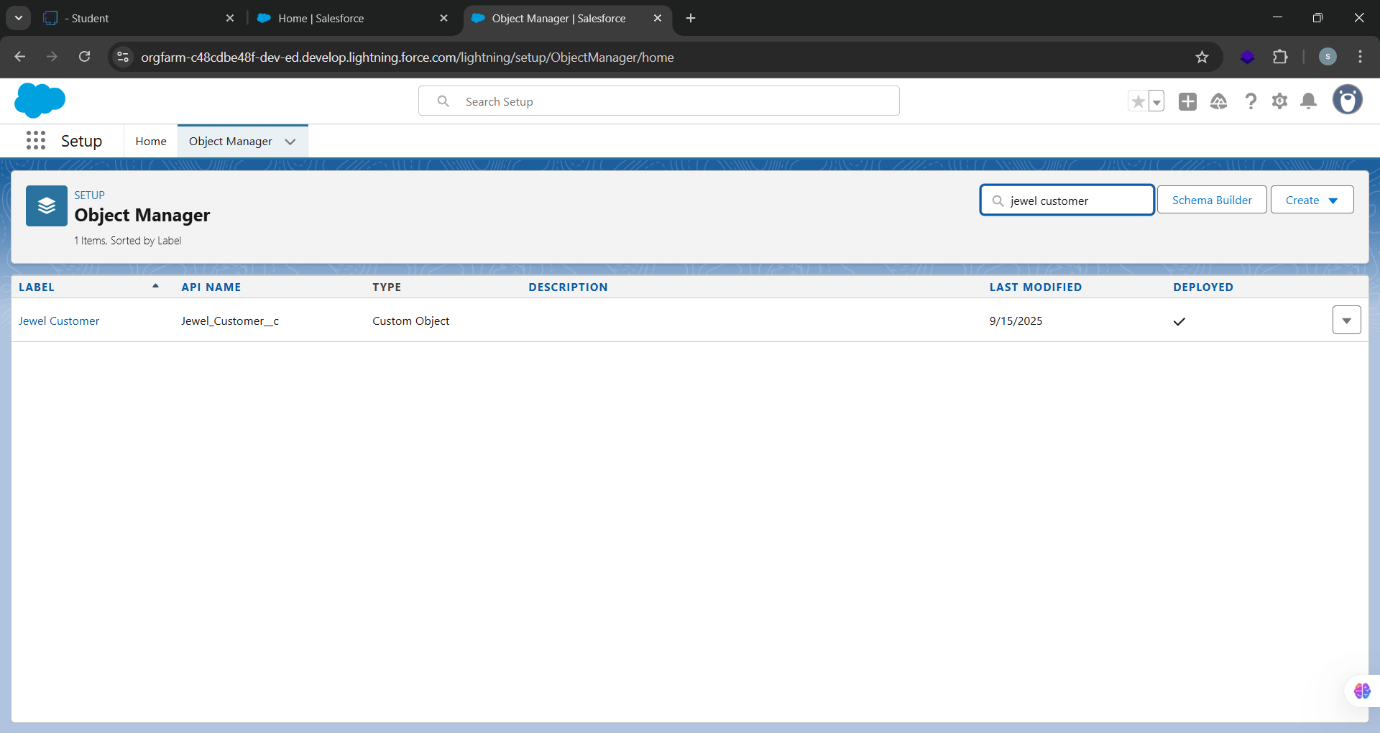 - Student
Home | Salesforce
Object Manager | Salesforce
orgfarm-c48cdbe48f-dev-ed.develop.lightning.force.com/lightning/setup/ObjectManager/home
S
Search Setup
Setup
Home
Object Manager
SETUP
Object Manager
1 Items, Sorted by Label
jewel customer
Schema Builder
Create
LABEL API NAME TYPE DESCRIPTION LAST MODIFIED DEPLOYED
Jewel Customer Jewel_Customer__c Custom Object 9/15/2025